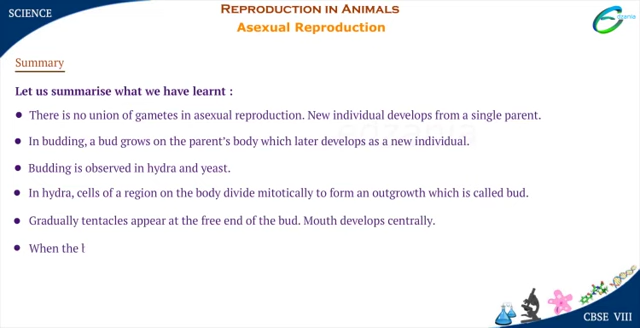 SCIENCE
REPRODUCTION IN ANIMALS
Asexual Reproduction
ezania
Summary
Let us summarise what we have learnt :
There is no union of gametes in asexual reproduction. New individual develops from a single parent.
In budding, a bud grows on the parent's body which later develops as a new individual.
Budding is observed in hydra and yeast.
In hydra, cells of a region on the body divide mitotically to form an outgrowth which is called bud.
Gradually tentacles appear at the free end of the bud. Mouth develops centrally.
When the
CBSE VIII